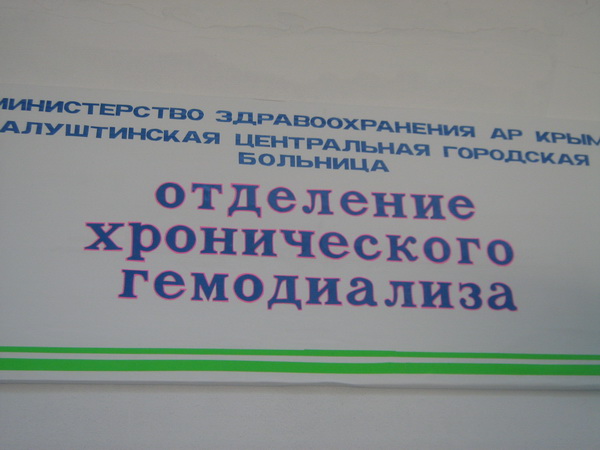 МИНИСТЕРСТВО ЗДРАВООХРАНЕНИЯ АР КРЫМ
АЛУШТИНСКАЯ ЦЕНТРАЛЬНАЯ ГОРОДСКАЯ
БОЛЬНИЦА
отделение
хронического
гемодиализа